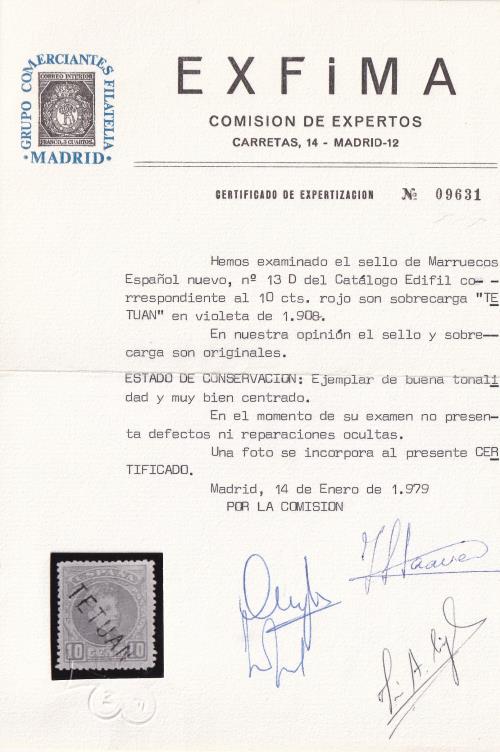 GRUPO COMERCIANTES FILATELIA
· MADRID ·
CORREO INTERIOR
FRANCO, 3 CUARTOS.
EXFiMA
COMISION DE EXPERTOS
CARRETAS, 14 - MADRID-12
CERTIFICADO DE EXPERTIZACION Nº 09631
Hemos examinado el sello de Marruecos
Español nuevo, nº 13 D del Catálogo Edifil co- -
rrespondiente al 10 cts. rojo son sobrecarga "TE
TUAN" en violeta de 1.908.
En nuestra opinión el sello y sobre-
carga son originales.
ESTADO DE CONSERVACION: Ejemplar de buena tonali
dad y muy bien centrado.
En el momento de su examen no presen-
ta defectos ni reparaciones ocultas.
Una foto se incorpora al presente CER
TIFICADO.
Madrid, 14 de Enero de 1.979
POR LA COMISION
ESPAÑA
TETUAN
10 CENT 10